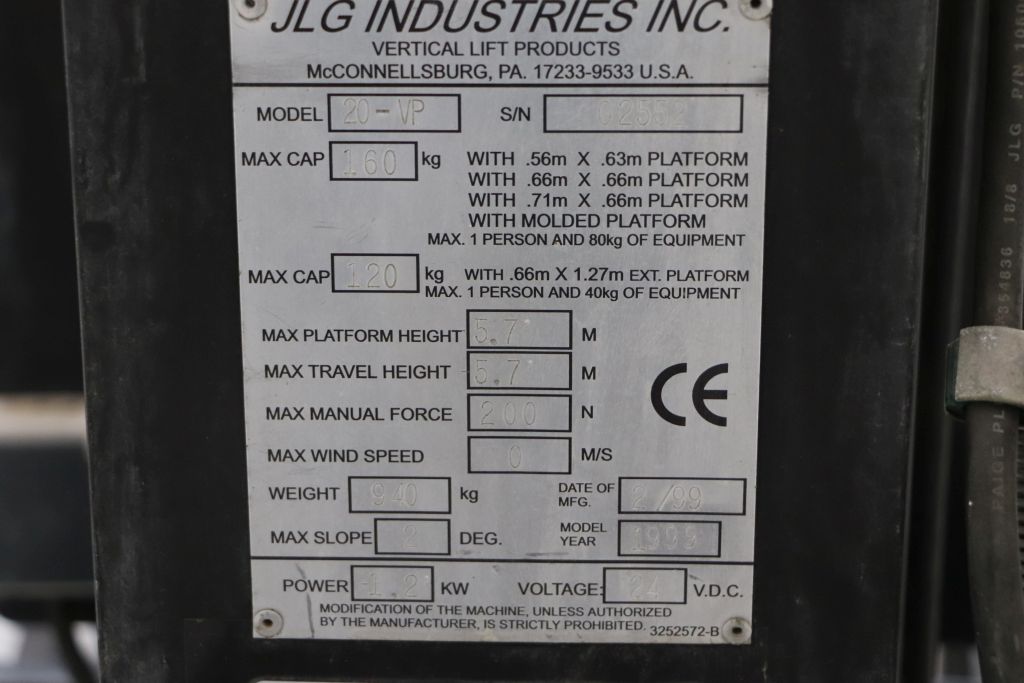 JLG INDUSTRIES INC.
VERTICAL LIFT PRODUCTS
McCONNELLSBURG, PA. 17233-9533 U.S.A.
MODEL 20-VP S/N 02552
MAX CAP 160 kg WITH .56m X .63m PLATFORM
WITH .66m X .66m PLATFORM
WITH .71m X .66m PLATFORM
WITH MOLDED PLATFORM
MAX. 1 PERSON AND 80kg OF EQUIPMENT
MAX CAP 120 kg WITH .66m X 1.27m EXT. PLATFORM
MAX. 1 PERSON AND 40kg OF EQUIPMENT
MAX PLATFORM HEIGHT 5.7 M
MAX TRAVEL HEIGHT 5.7 M
CE
MAX MANUAL FORCE 200 N
MAX WIND SPEED 0 M/S
WEIGHT 940 kg DATE OF MFG. 2/99
MAX SLOPE 2 DEG. MODEL YEAR 1999
POWER 1.2 KW VOLTAGE: 24 V.D.C.
MODIFICATION OF THE MACHINE, UNLESS AUTHORIZED
BY THE MANUFACTURER, IS STRICTLY PROHIBITED. 3252572-B
354836 18/8 JLG P/N 1050